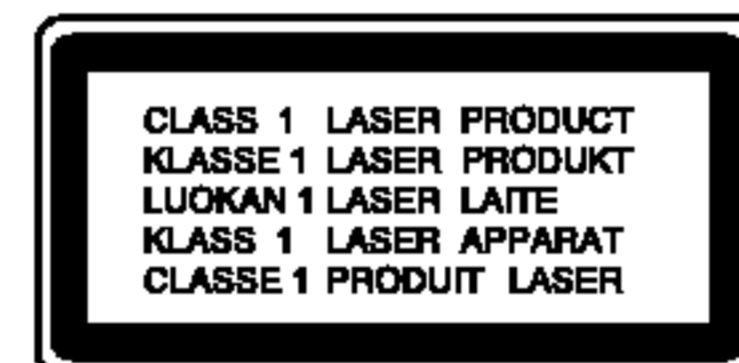 CLASS 1 LASER PRODUCT
KLASSE 1 LASER PRODUKT
LUOKAN 1 LASER LAITE
KLASS 1 LASER APPARAT
CLASSE 1 PRODUIT LASER